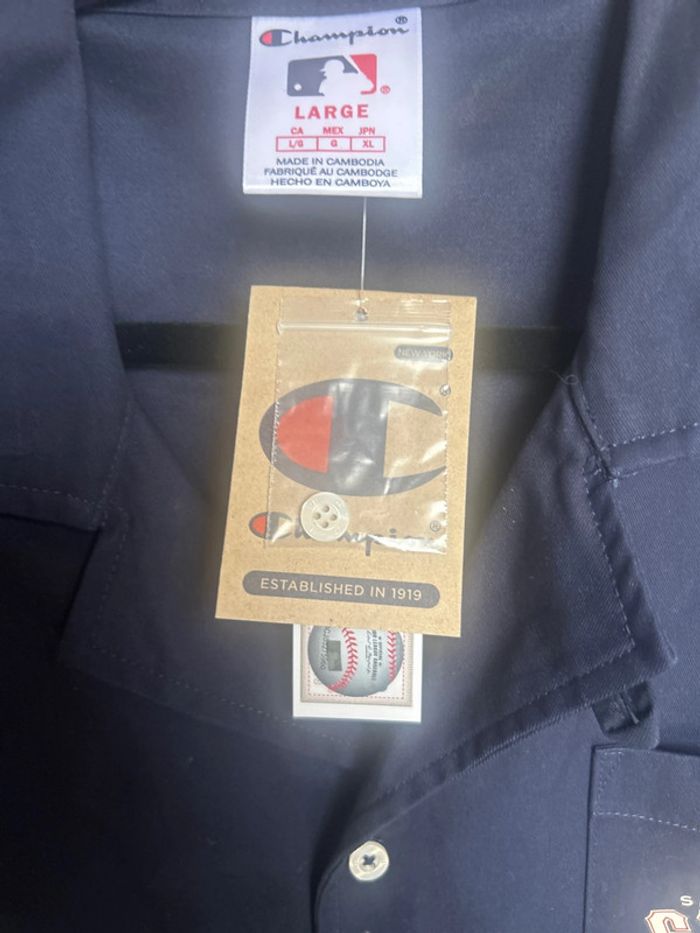 Champion®
®
LARGE
CA MEX JPN
L/G G XL
MADE IN CAMBODIA
FABRIQUÉ AU CAMBODGE
HECHO EN CAMBOYA
NEW YORK
Champion®
ESTABLISHED IN 1919
S